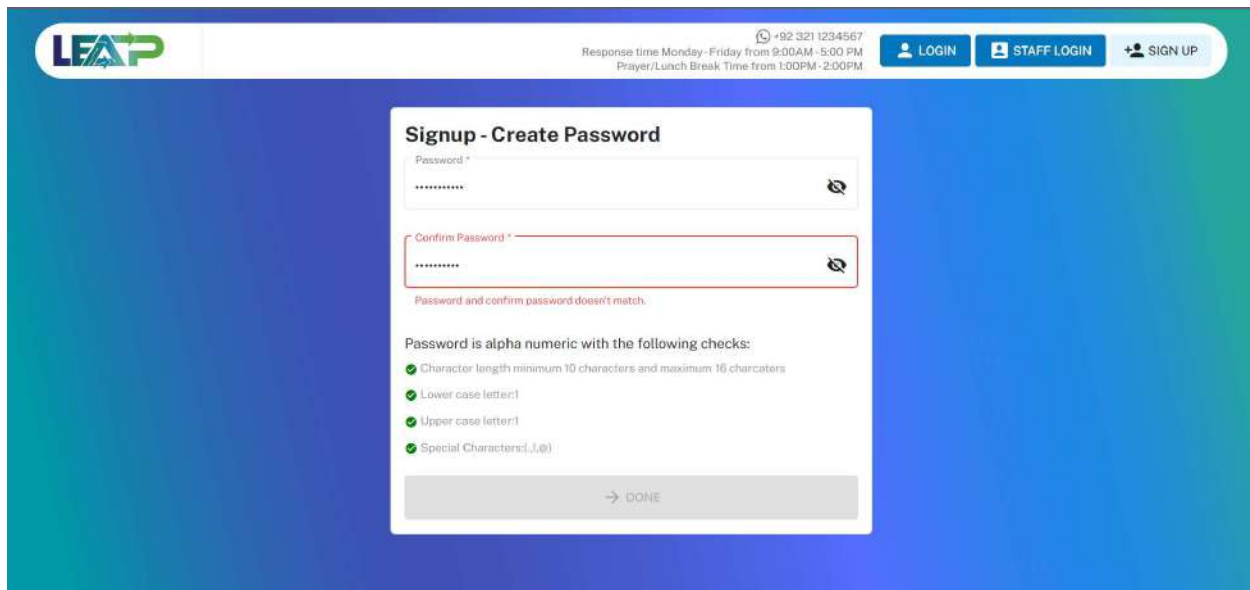 LEAP
+92 321 1234567
Response time Monday-Friday from 9:00AM-5:00 PM
Prayer/Lunch Break Time from 1:00PM-2:00PM
LOGIN
STAFF LOGIN
SIGN UP
Signup - Create Password
Password *
•••••••••••
Confirm Password *
••••••••••
Password and confirm password doesn't match.
Password is alpha numeric with the following checks:
Character length minimum 10 characters and maximum 16 charcaters
Lower case letter:1
Upper case letter:1
Special Characters:(.,!,@)
DONE